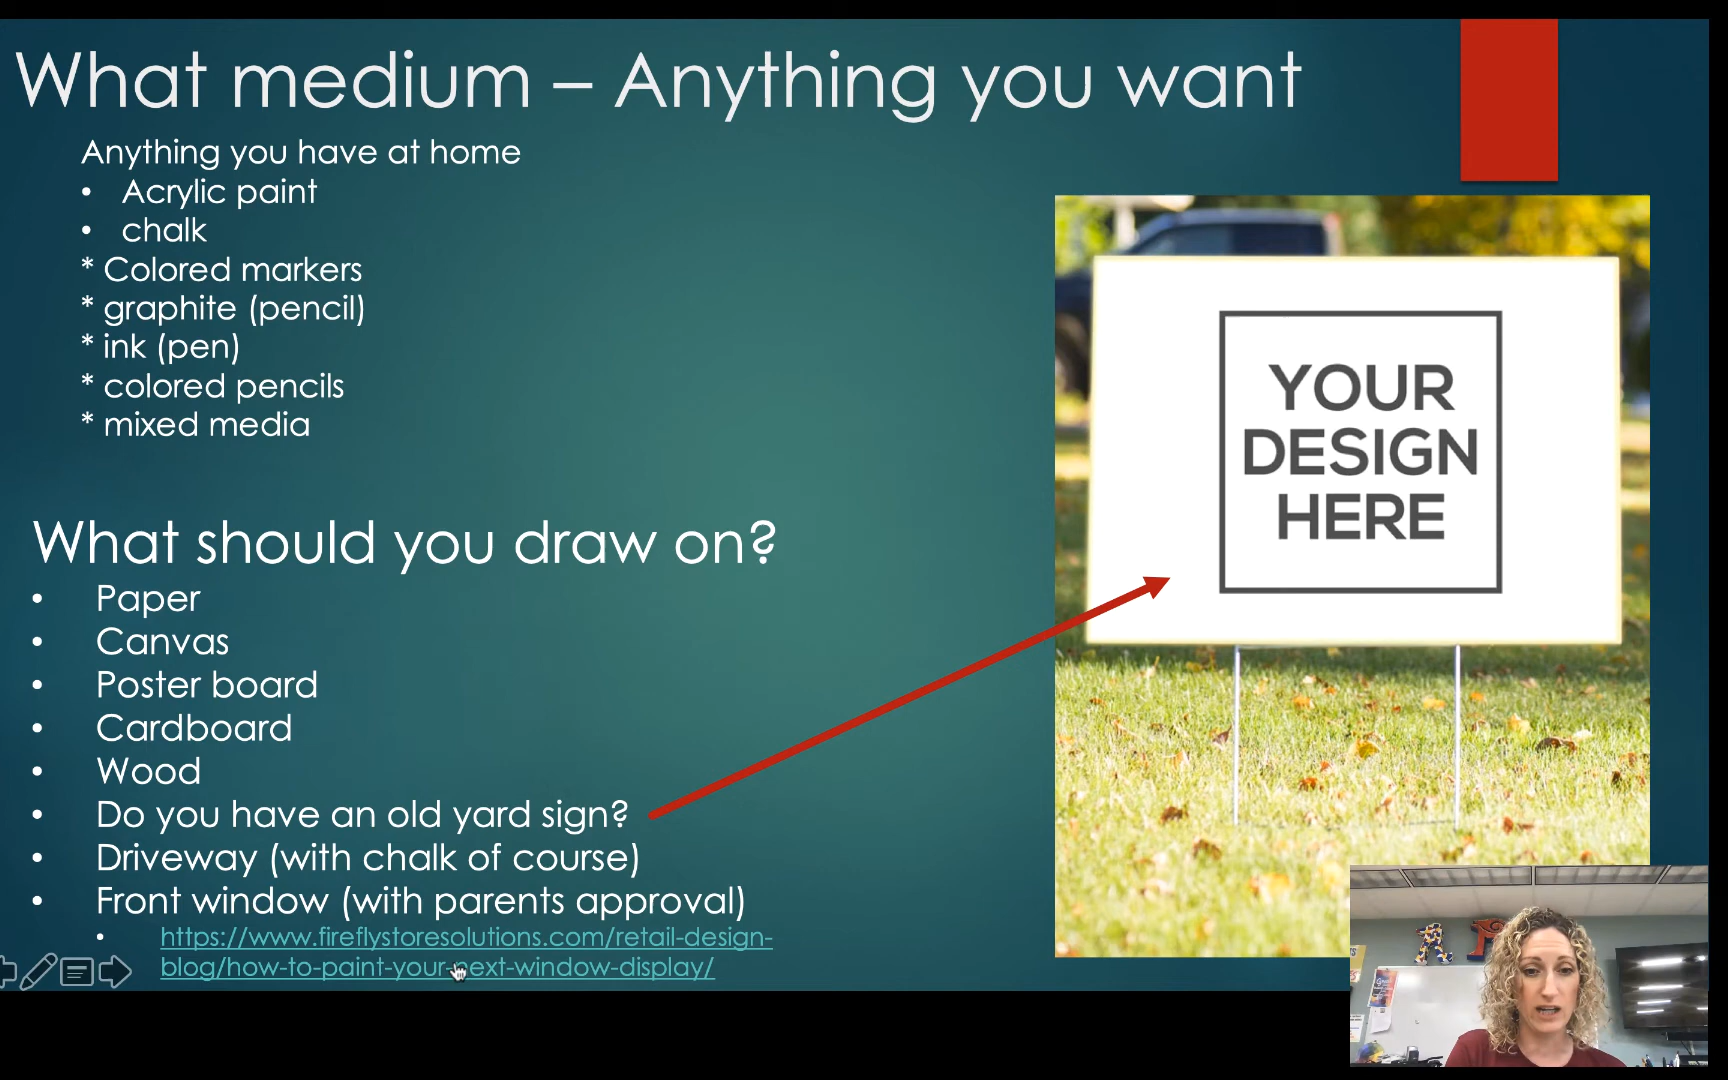 What medium – Anything you want
Anything you have at home
• Acrylic paint
• chalk
* Colored markers
* graphite (pencil)
* ink (pen)
* colored pencils
* mixed media
What should you draw on?
• Paper
• Canvas
• Poster board
• Cardboard
• Wood
• Do you have an old yard sign?
• Driveway (with chalk of course)
• Front window (with parents approval)
• https://www.fireflystoresolutions.com/retail-design-
blog/how-to-paint-your-next-window-display/
YOUR
DESIGN
HERE